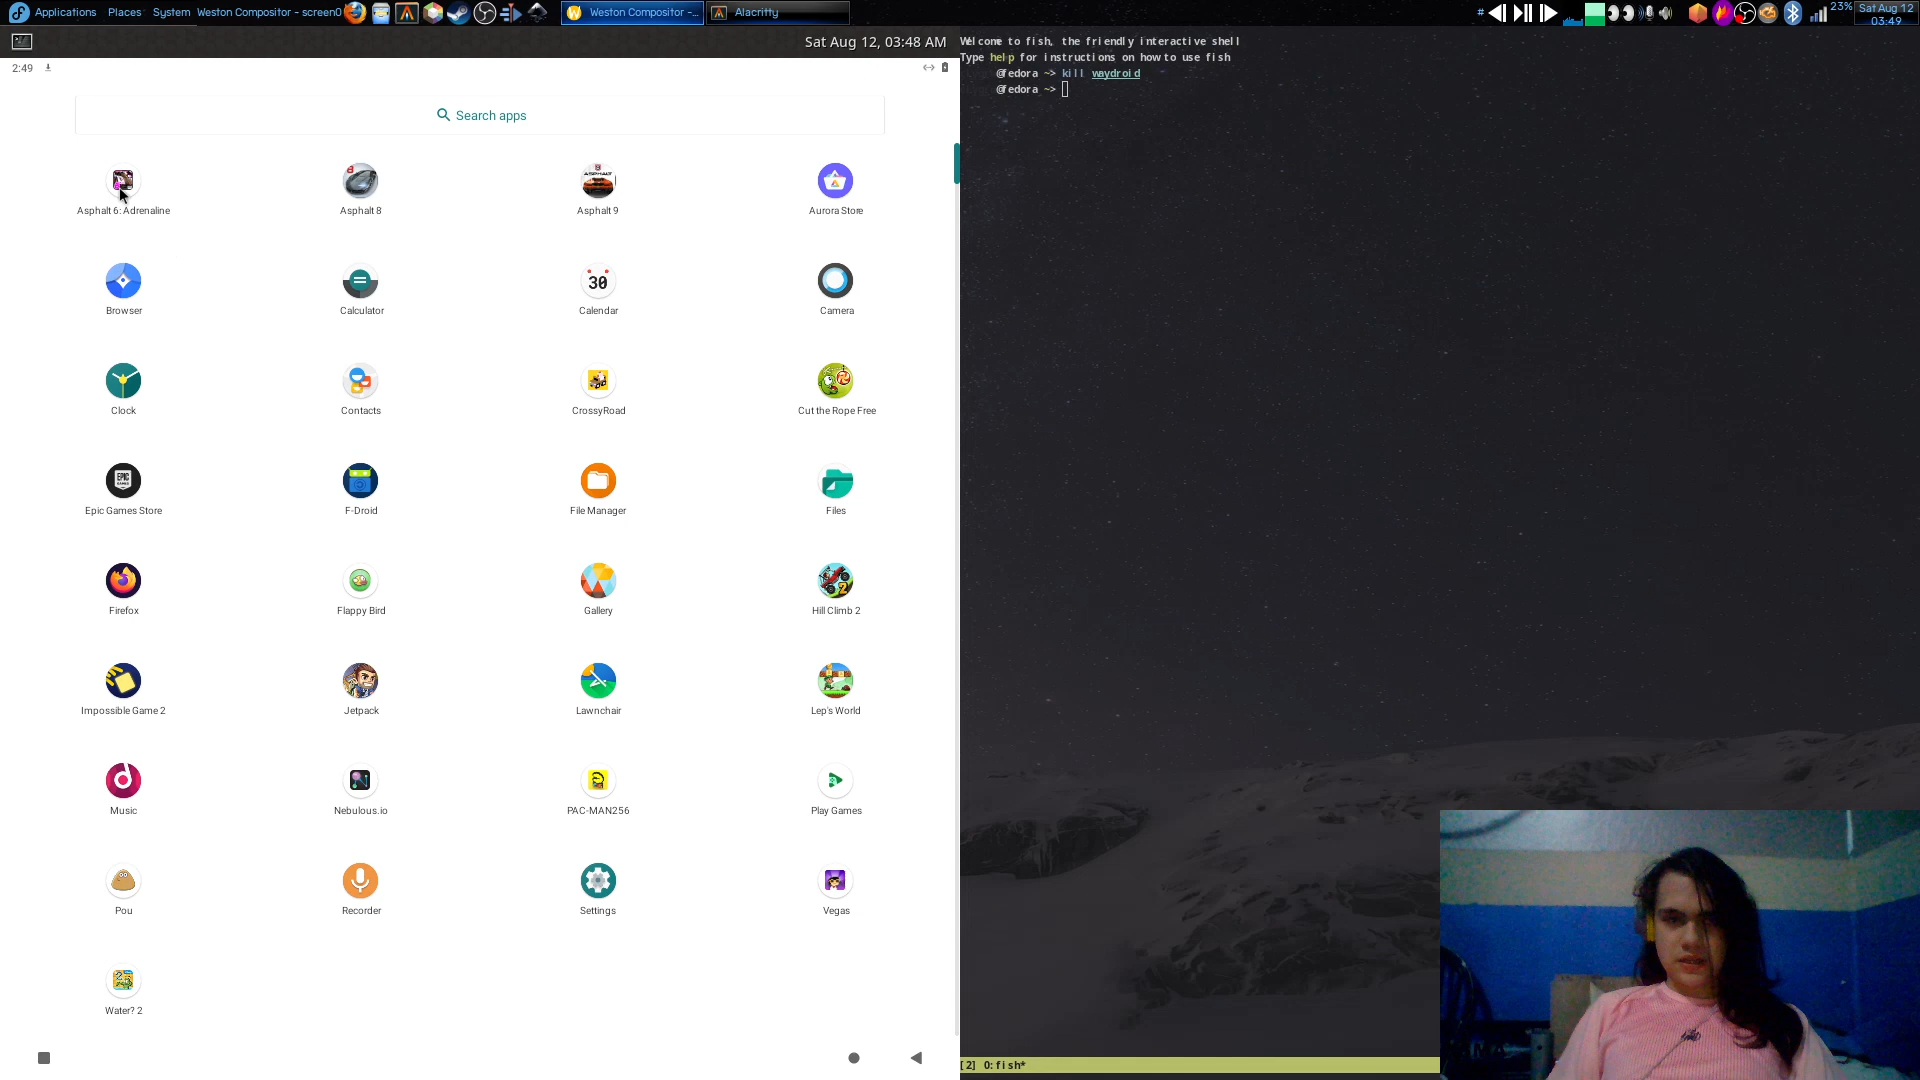 Applications Places System Weston Compositor - screen0
Weston Compositor -...
Alacritty
23%
Sat Aug 12
03:49
Sat Aug 12, 03:48 AM
2:49
Search apps
Asphalt 6: Adrenaline
Asphalt 8
Asphalt 9
Aurora Store
Browser
Calculator
30
Calendar
Camera
Clock
Contacts
CrossyRoad
Cut the Rope Free
EPIC GAMES
Epic Games Store
F-Droid
File Manager
Files
Firefox
Flappy Bird
Gallery
Hill Climb 2
Impossible Game 2
Jetpack
Lawnchair
Lep's World
Music
Nebulous.io
PAC-MAN256
Play Games
Pou
Recorder
Settings
Vegas
Water? 2
Welcome to fish, the friendly interactive shell
Type help for instructions on how to use fish
@fedora ~> kill waydroid
@fedora ~>
[2] 0:fish*